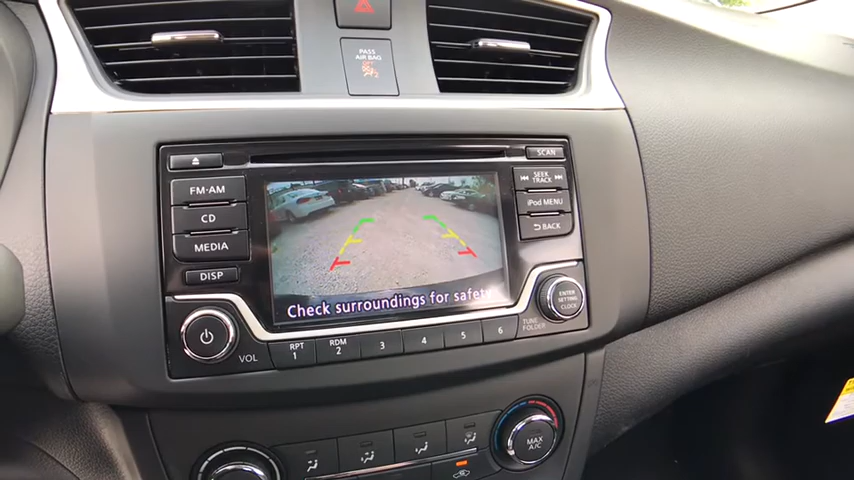 PASS
AIR BAG
SCAN
FM·AM
SEEK
TRACK
CD
iPod MENU
MEDIA
BACK
DISP
Check surroundings for safety
ENTER
SETTING
CLOCK
TUNE
FOLDER
VOL
RPT
1
RDM
2
3
4
5
6
MAX
A/C